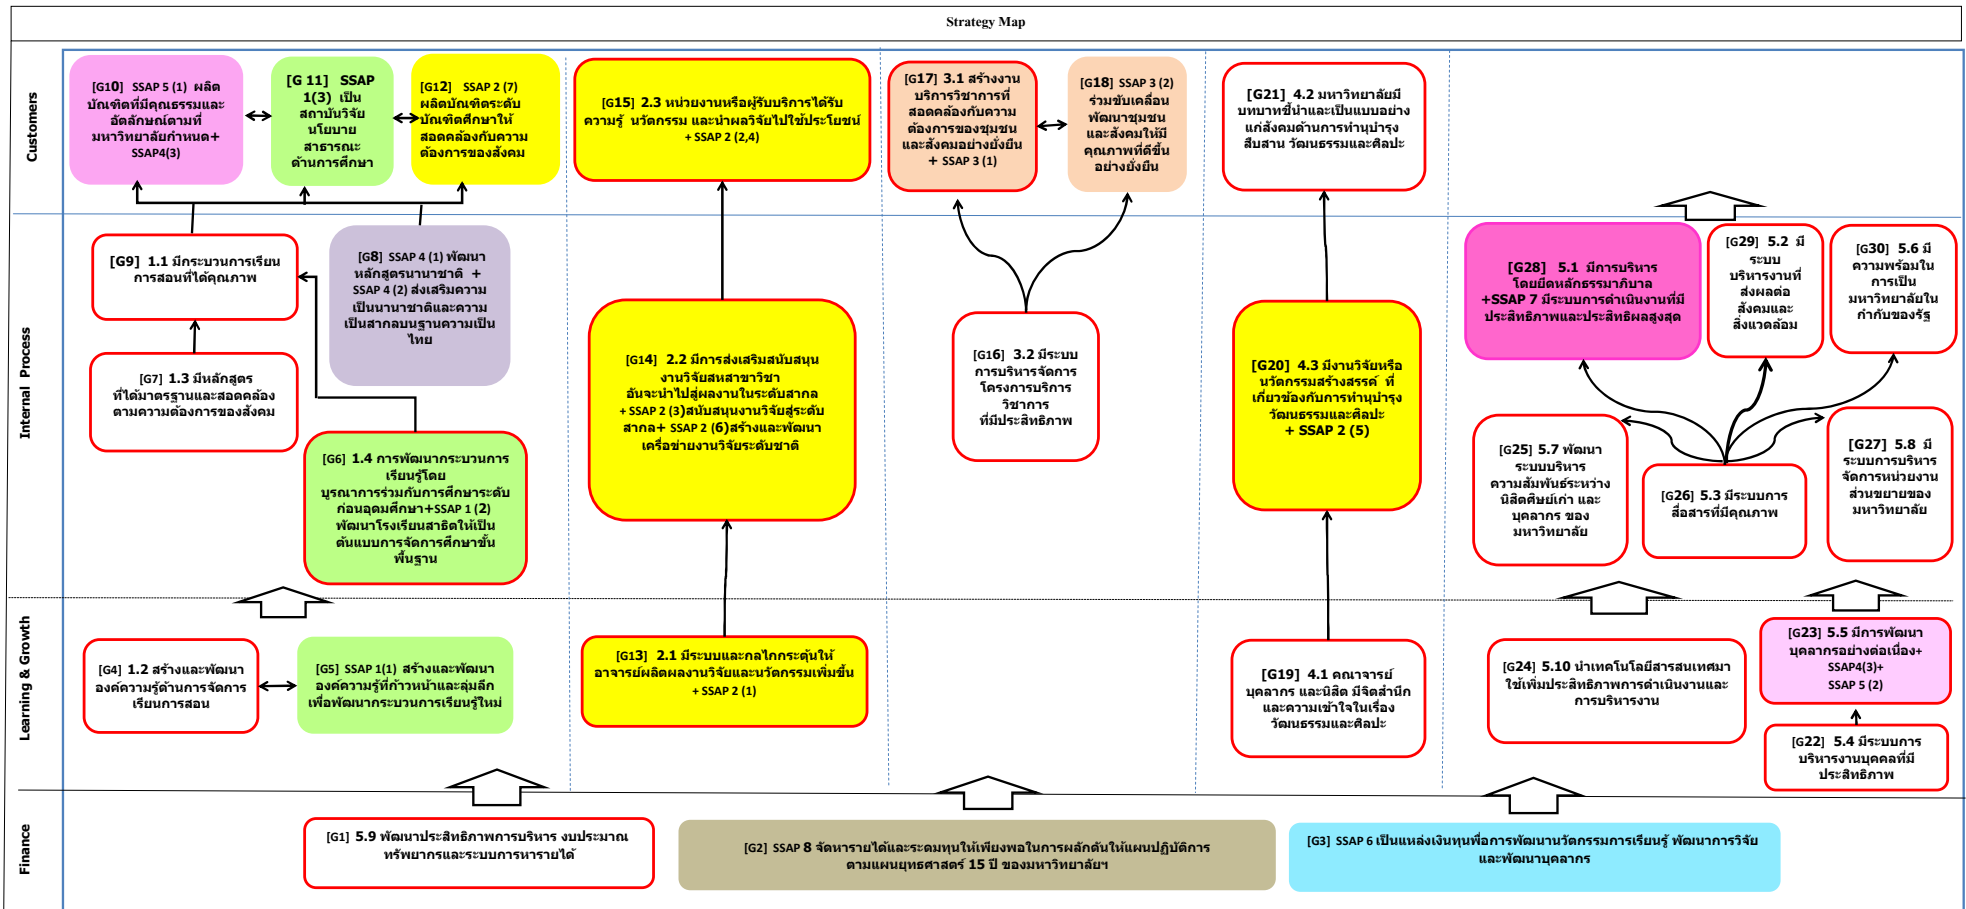 Strategy Map
Customers
[G10] SSAP 5 (1) ผลิต
บัณฑิตที่มีคุณธรรมและ
อัตลักษณ์ตามที่
มหาวิทยาลัยกำหนด+
SSAP4(3)
[G 11] SSAP
1(3) เป็น
สถาบันวิจัย
นโยบาย
สาธารณะ
ด้านการศึกษา
[G12] SSAP 2 (7)
ผลิตบัณฑิตระดับ
บัณฑิตศึกษาให้
สอดคล้องกับความ
ต้องการของสังคม
[G15] 2.3 หน่วยงานหรือผู้รับบริการได้รับ
ความรู้ นวัตกรรม และนำผลวิจัยไปใช้ประโยชน์
+ SSAP 2 (2,4)
[G17] 3.1 สร้างงาน
บริการวิชาการที่
สอดคล้องกับความ
ต้องการของชุมชน
และสังคมอย่างยั่งยืน
+ SSAP 3 (1)
[G18] SSAP 3 (2)
ร่วมขับเคลื่อน
พัฒนาชุมชน
และสังคมให้มี
คุณภาพที่ดีขึ้น
อย่างยั่งยืน
[G21] 4.2 มหาวิทยาลัยมี
บทบาทชี้นำและเป็นแบบอย่าง
แก่สังคมด้านการทำนุบำรุง
สืบสาน วัฒนธรรมและศิลปะ
Internal Process
[G9] 1.1 มีกระบวนการเรียน
การสอนที่ได้คุณภาพ
[G8] SSAP 4 (1) พัฒนา
หลักสูตรนานาชาติ +
SSAP 4 (2) ส่งเสริมความ
เป็นนานาชาติและความ
เป็นสากลบนฐานความเป็น
ไทย
[G7] 1.3 มีหลักสูตร
ที่ได้มาตรฐานและสอดคล้อง
ตามความต้องการของสังคม
[G6] 1.4 การพัฒนากระบวนการ
เรียนรู้โดย
บูรณาการร่วมกับการศึกษาระดับ
ก่อนอุดมศึกษา+SSAP 1 (2)
พัฒนาโรงเรียนสาธิตให้เป็น
ต้นแบบการจัดการศึกษาขั้น
พื้นฐาน
[G14] 2.2 มีการส่งเสริมสนับสนุน
งานวิจัยสหสาขาวิชา
อันจะนำไปสู่ผลงานในระดับสากล
+ SSAP 2 (3)สนับสนุนงานวิจัยสู่ระดับ
สากล+ SSAP 2 (6)สร้างและพัฒนา
เครือข่ายงานวิจัยระดับชาติ
[G16] 3.2 มีระบบ
การบริหารจัดการ
โครงการบริการ
วิชาการ
ที่มีประสิทธิภาพ
[G20] 4.3 มีงานวิจัยหรือ
นวัตกรรมสร้างสรรค์ ที่
เกี่ยวข้องกับการทำนุบำรุง
วัฒนธรรมและศิลปะ
+ SSAP 2 (5)
[G28] 5.1 มีการบริหาร
โดยยึดหลักธรรมาภิบาล
+SSAP 7 มีระบบการดำเนินงานที่มี
ประสิทธิภาพและประสิทธิผลสูงสุด
[G29] 5.2 มี
ระบบ
บริหารงานที่
ส่งผลต่อ
สังคมและ
สิ่งแวดล้อม
[G30] 5.6 มี
ความพร้อมใน
การเป็น
มหาวิทยาลัยใน
กำกับของรัฐ
[G25] 5.7 พัฒนา
ระบบบริหาร
ความสัมพันธ์ระหว่าง
นิสิตศิษย์เก่า และ
บุคลากร ของ
มหาวิทยาลัย
[G26] 5.3 มีระบบการ
สื่อสารที่มีคุณภาพ
[G27] 5.8 มี
ระบบการบริหาร
จัดการหน่วยงาน
ส่วนขยายของ
มหาวิทยาลัย
Learning & Growth
[G4] 1.2 สร้างและพัฒนา
องค์ความรู้ด้านการจัดการ
เรียนการสอน
[G5] SSAP 1(1) สร้างและพัฒนา
องค์ความรู้ที่ก้าวหน้าและลุ่มลึก
เพื่อพัฒนากระบวนการเรียนรู้ใหม่
[G13] 2.1 มีระบบและกลไกกระตุ้นให้
อาจารย์ผลิตผลงานวิจัยและนวัตกรรมเพิ่มขึ้น
+ SSAP 2 (1)
[G19] 4.1 คณาจารย์
บุคลากร และนิสิต มีจิตสำนึก
และความเข้าใจในเรื่อง
วัฒนธรรมและศิลปะ
[G24] 5.10 นำเทคโนโลยีสารสนเทศมา
ใช้เพิ่มประสิทธิภาพการดำเนินงานและ
การบริหารงาน
[G23] 5.5 มีการพัฒนา
บุคลากรอย่างต่อเนื่อง+
SSAP4(3)+
SSAP 5 (2)
[G22] 5.4 มีระบบการ
บริหารงานบุคคลที่มี
ประสิทธิภาพ
Finance
[G1] 5.9 พัฒนาประสิทธิภาพการบริหาร งบประมาณ
ทรัพยากรและระบบการหารายได้
[G2] SSAP 8 จัดหารายได้และระดมทุนให้เพียงพอในการผลักดันให้แผนปฏิบัติการ
ตามแผนยุทธศาสตร์ 15 ปี ของมหาวิทยาลัยฯ
[G3] SSAP 6 เป็นแหล่งเงินทุนพื่อการพัฒนานวัตกรรมการเรียนรู้ พัฒนาการวิจัย
และพัฒนาบุคลากร